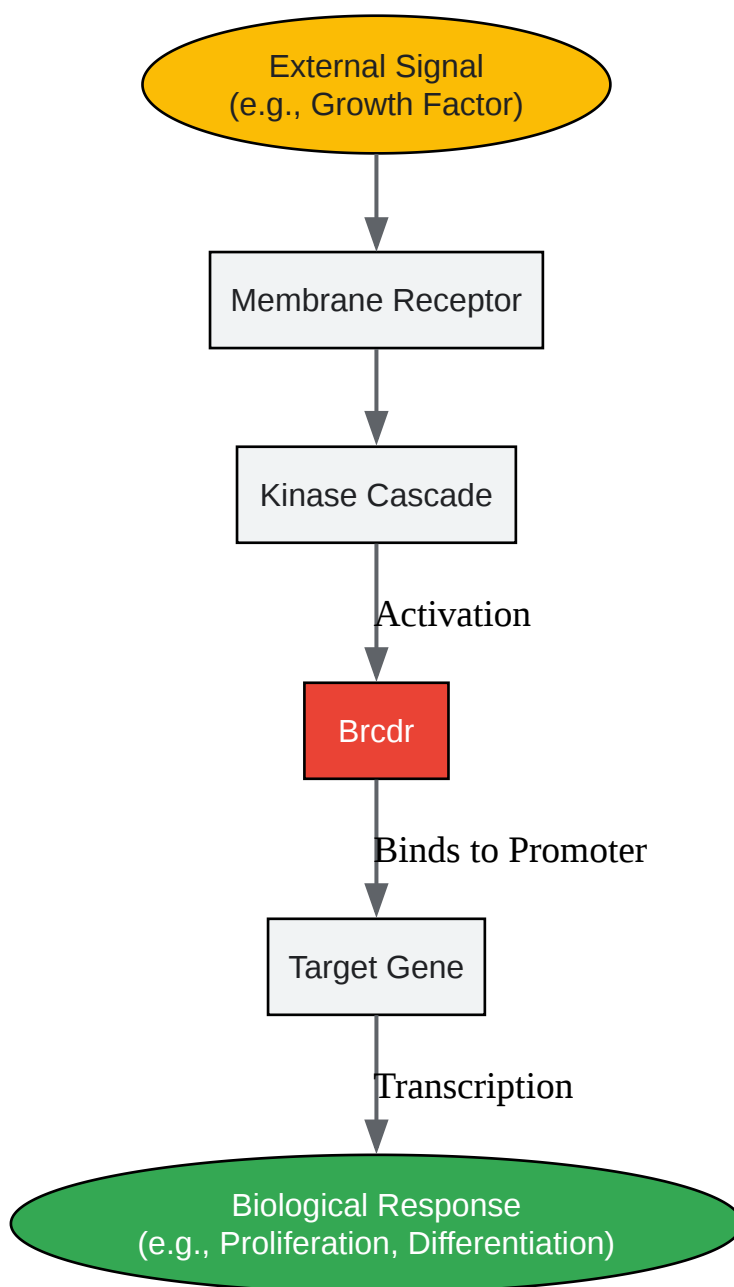 External Signal
(e.g., Growth Factor)
Membrane Receptor
Kinase Cascade
Activation
Brcdr
Binds to Promoter
Target Gene
Transcription
Biological Response
(e.g., Proliferation, Differentiation)